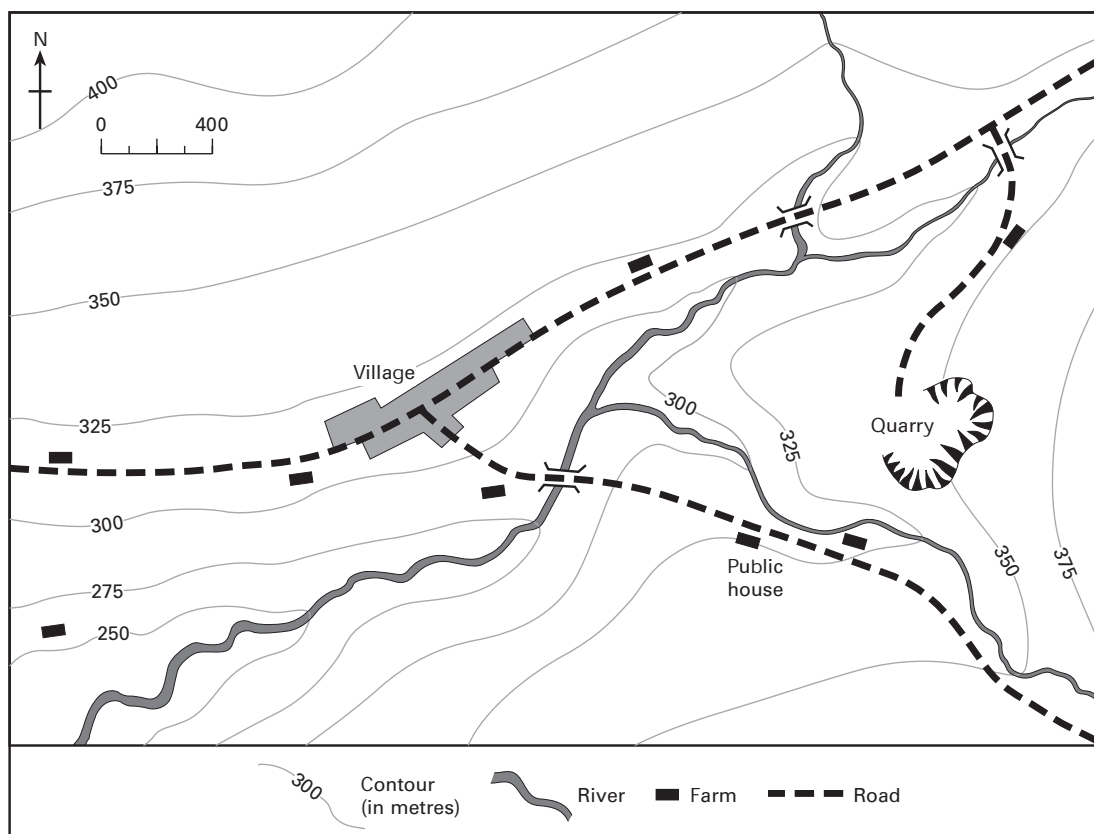 N
0 400
400
375
350
Village
325
300
275
250
300
325
Quarry
Public
house
350
375
300
Contour
(in metres)
River
Farm
Road